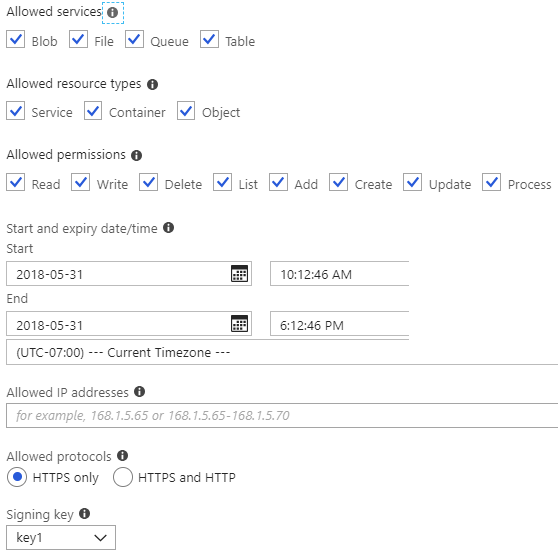 Allowed services
Blob File Queue Table
Allowed resource types
Service Container Object
Allowed permissions
Read Write Delete List Add Create Update Process
Start and expiry date/time
Start
2018-05-31 10:12:46 AM
End
2018-05-31 6:12:46 PM
(UTC-07:00) --- Current Timezone ---
Allowed IP addresses
for example, 168.1.5.65 or 168.1.5.65-168.1.5.70
Allowed protocols
HTTPS only HTTPS and HTTP
Signing key
key1